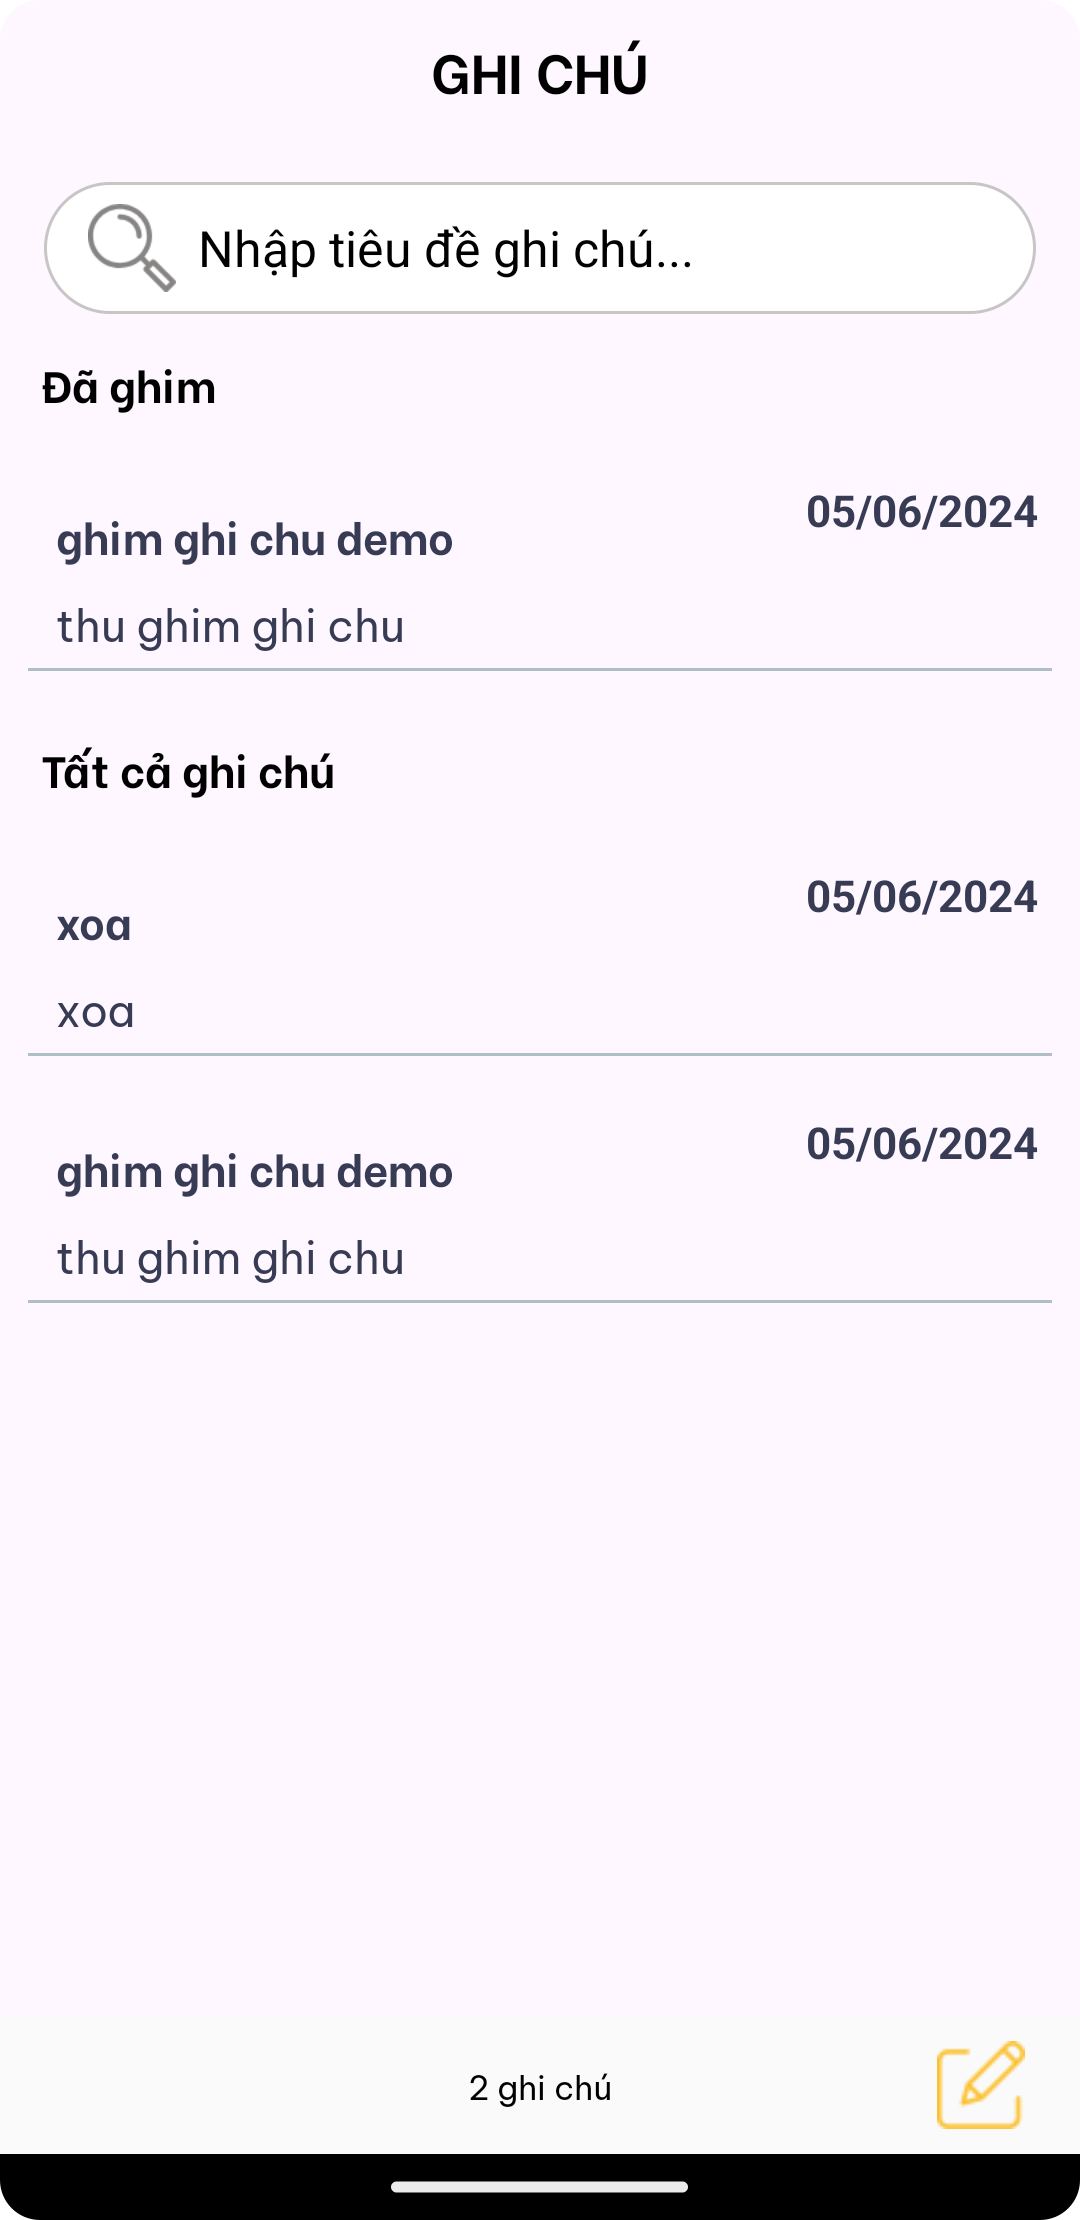 GHI CHÚ
Nhập tiêu đề ghi chú...
Đã ghim
05/06/2024
ghim ghi chu demo
thu ghim ghi chu
Tất cả ghi chú
05/06/2024
xoa
xoa
05/06/2024
ghim ghi chu demo
thu ghim ghi chu
2 ghi chú